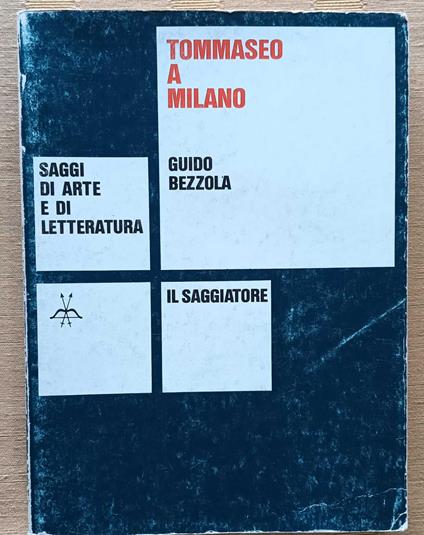 TOMMASEO
A
MILANO
GUIDO
BEZZOLA
SAGGI
DI ARTE
E DI
LETTERATURA
IL SAGGIATORE